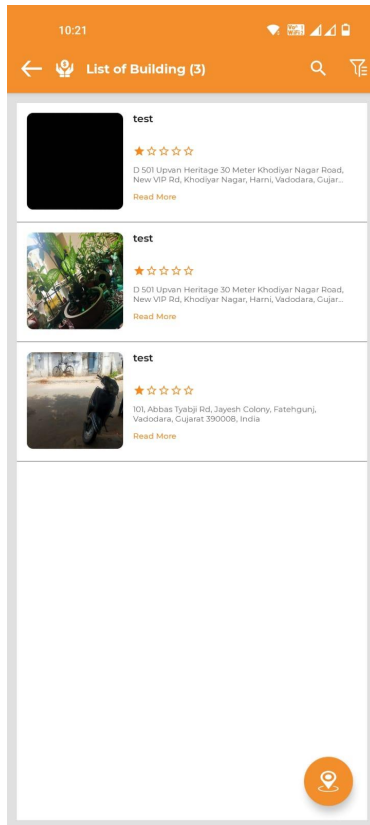 10:21
List of Building (3)
test
D 501 Upvan Heritage 30 Meter Khodiyar Nagar Road,
New VIP Rd, Khodiyar Nagar, Harni, Vadodara, Gujar...
Read More
test
D 501 Upvan Heritage 30 Meter Khodiyar Nagar Road,
New VIP Rd, Khodiyar Nagar, Harni, Vadodara, Gujar...
Read More
test
101, Abbas Tyabji Rd, Jayesh Colony, Fatehgunj,
Vadodara, Gujarat 390008, India
Read More